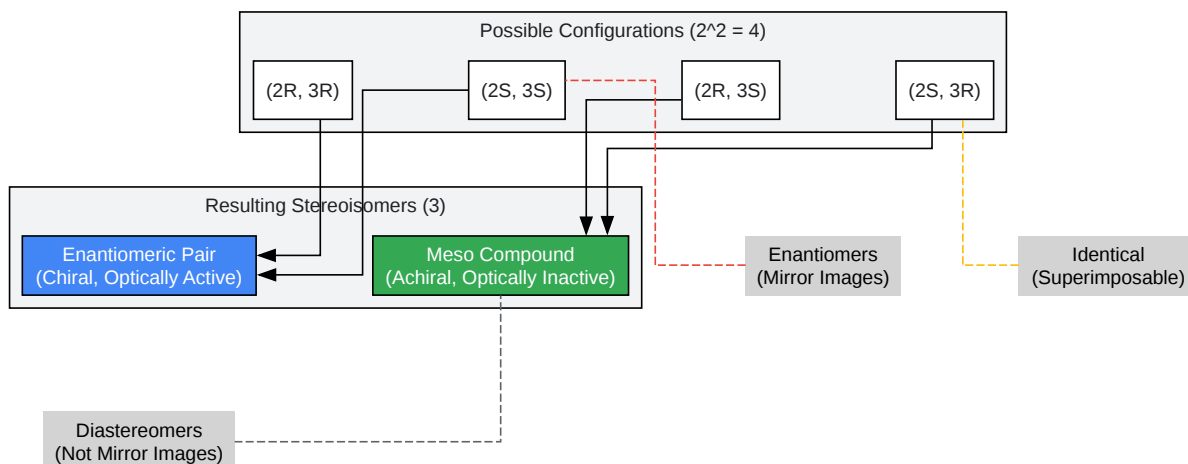 Possible Configurations (2^2 = 4)
(2R, 3R)
(2S, 3S)
(2R, 3S)
(2S, 3R)
Resulting Stereoisomers (3)
Enantiomeric Pair
(Chiral, Optically Active)
Meso Compound
(Achiral, Optically Inactive)
Enantiomers
(Mirror Images)
Identical
(Superimposable)
Diastereomers
(Not Mirror Images)